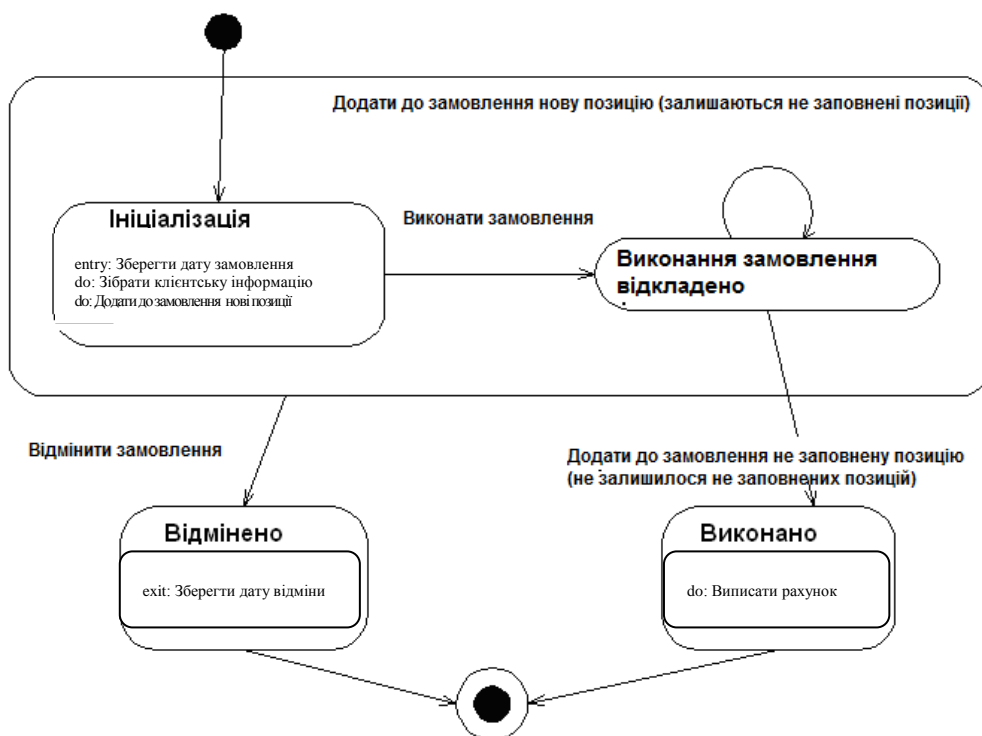 Додати до замовлення нову позицію (залишаються не заповнені позиції)
Ініціалізація
entry: Зберегти дату замовлення
do: Зібрати клієнтську інформацію
do: Додати до замовлення нові позиції
Виконати замовлення
Виконання замовлення
відкладено
Відмінити замовлення
Додати до замовлення не заповнену позицію
(не залишилося не заповнених позицій)
Відмінено
exit: Зберегти дату відміни
Виконано
do: Виписати рахунок